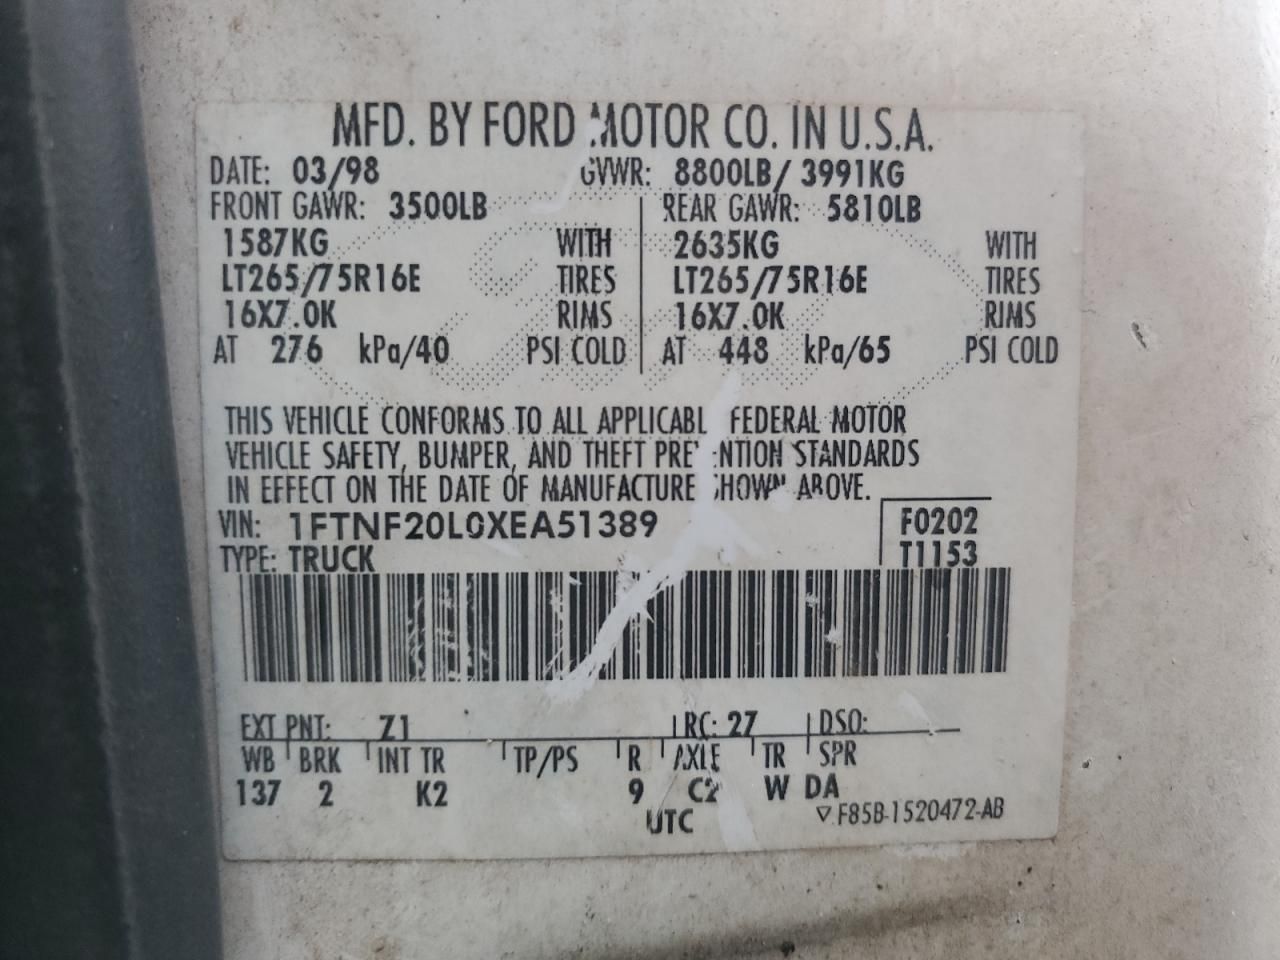 MFD. BY FORD MOTOR CO. IN U.S.A.
DATE: 03/98 GVWR: 8800LB/ 3991KG
FRONT GAWR: 3500LB REAR GAWR: 5810LB
1587KG WITH 2635KG WITH
LT265/75R16E TIRES LT265/75R16E TIRES
16X7.0K RIMS 16X7.0K RIMS
AT 276 kPa/40 PSI COLD AT 448 kPa/65 PSI COLD
THIS VEHICLE CONFORMS TO ALL APPLICABL FEDERAL MOTOR
VEHICLE SAFETY, BUMPER, AND THEFT PREVENTION STANDARDS
IN EFFECT ON THE DATE OF MANUFACTURE SHOWN ABOVE.
VIN: 1FTNF20L0XEA51389 F0202
TYPE: TRUCK T1153
EXT PNT: Z1 RC: 27 DSO:
WB BRK INT TR TP/PS R AXLE TR SPR
137 2 K2 9 C2 W DA
UTC ▽F85B-1520472-AB